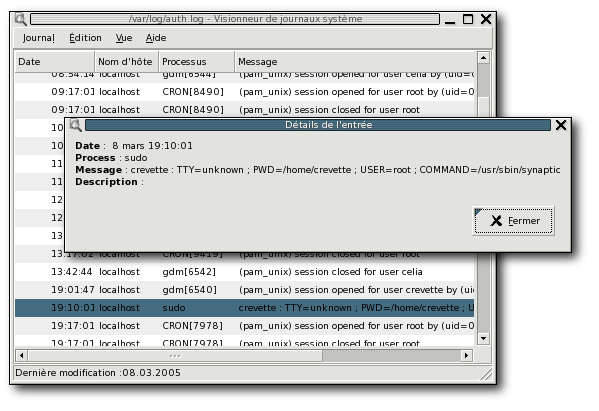 /var/log/auth.log - Visionneur de journaux système
Journal Édition Vue Aide
Date Nom d'hôte Processus Message
08:54:14 localhost gdm[6544] (pam_unix) session opened for user celia by (uid=0
09:17:01 localhost CRON[8490] (pam_unix) session opened for user root by (uid=0
09:17:01 localhost CRON[8490] (pam_unix) session closed for user root
10
Détails de l'entrée
Date : 8 mars 19:10:01
Process : sudo
Message : crevette : TTY=unknown ; PWD=/home/crevette ; USER=root ; COMMAND=/usr/sbin/synaptic
Description :
Fermer
10
11
11
12
12
13
13:17:02 localhost CRON[9419] (pam_unix) session closed for user root
13:42:44 localhost gdm[6542] (pam_unix) session closed for user celia
19:01:47 localhost gdm[6540] (pam_unix) session opened for user crevette by (ui
19:10:01 localhost sudo crevette : TTY=unknown ; PWD=/home/crevette ; U
19:17:01 localhost CRON[7978] (pam_unix) session opened for user root by (uid=0
19:17:01 localhost CRON[7978] (pam_unix) session closed for user root
Dernière modification :08.03.2005